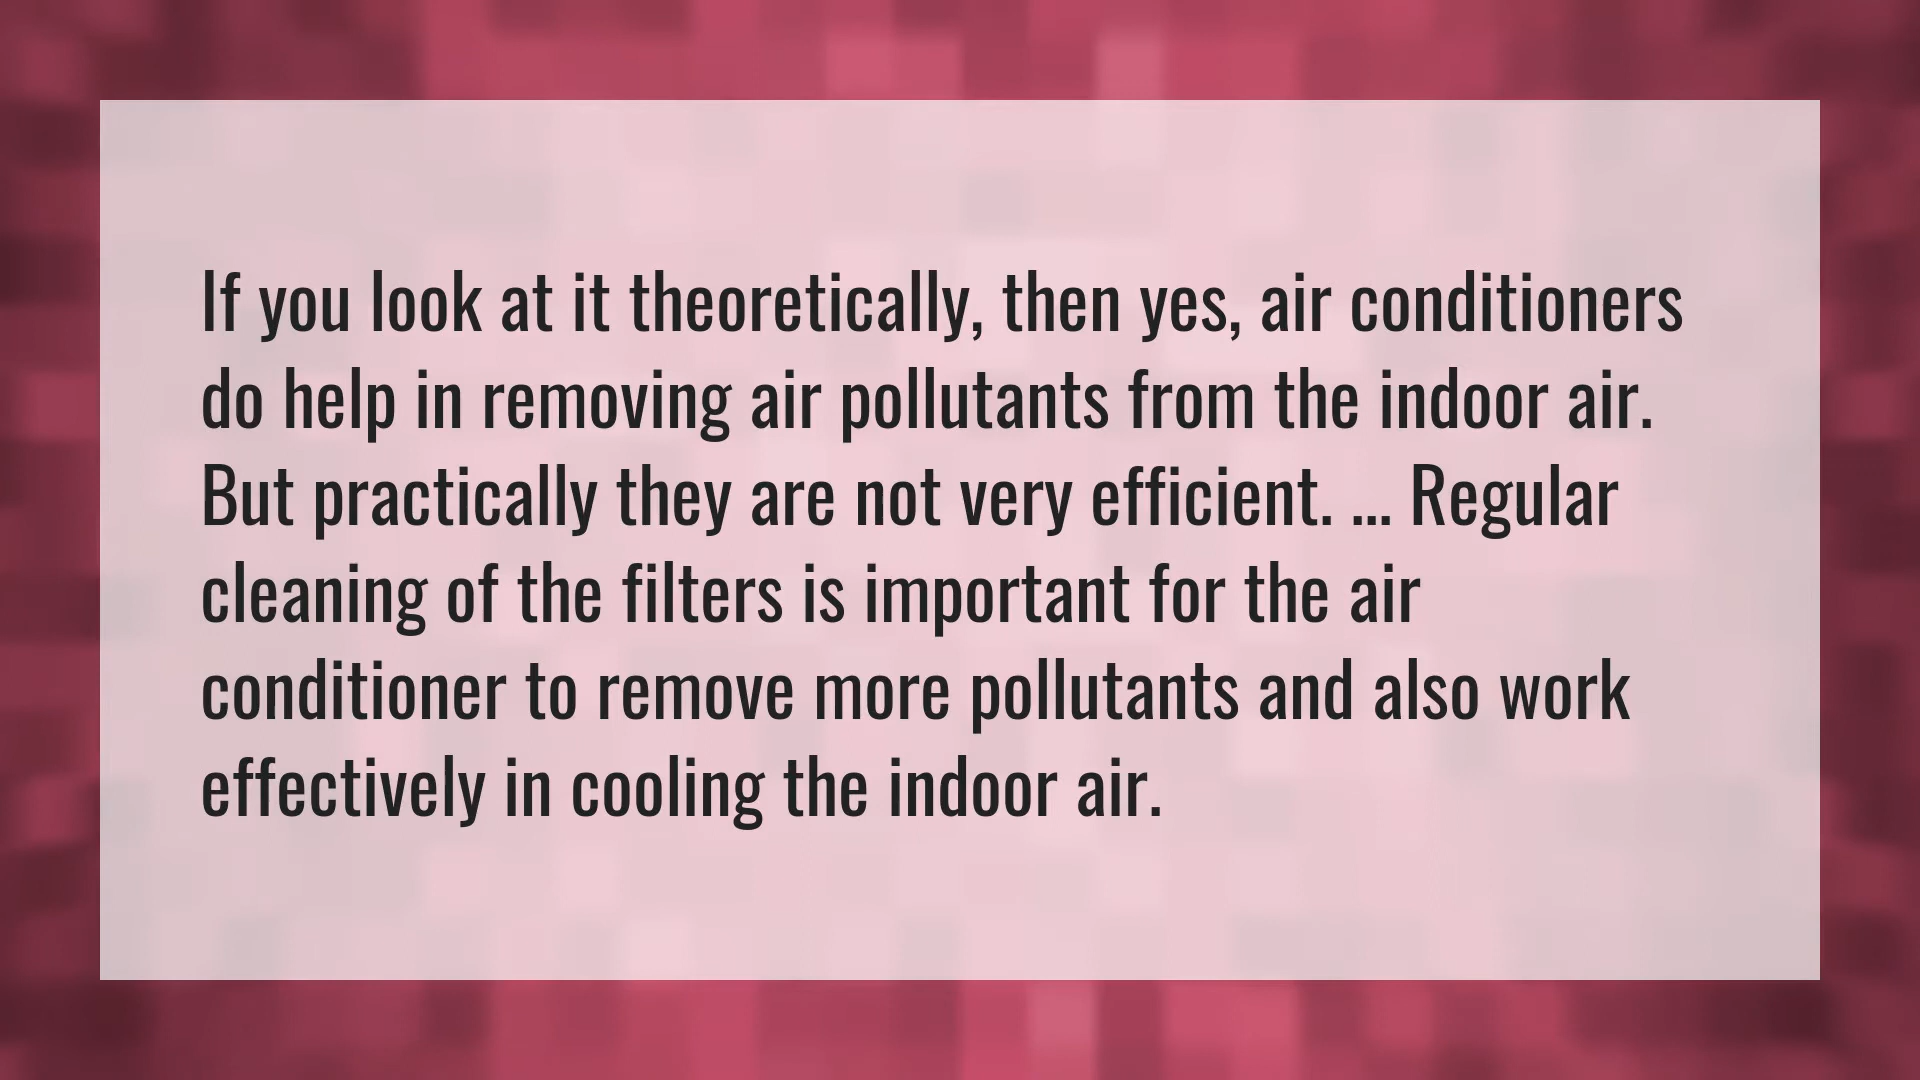 If you look at it theoretically, then yes, air conditioners
do help in removing air pollutants from the indoor air.
But practically they are not very efficient. ... Regular
cleaning of the filters is important for the air
conditioner to remove more pollutants and also work
effectively in cooling the indoor air.